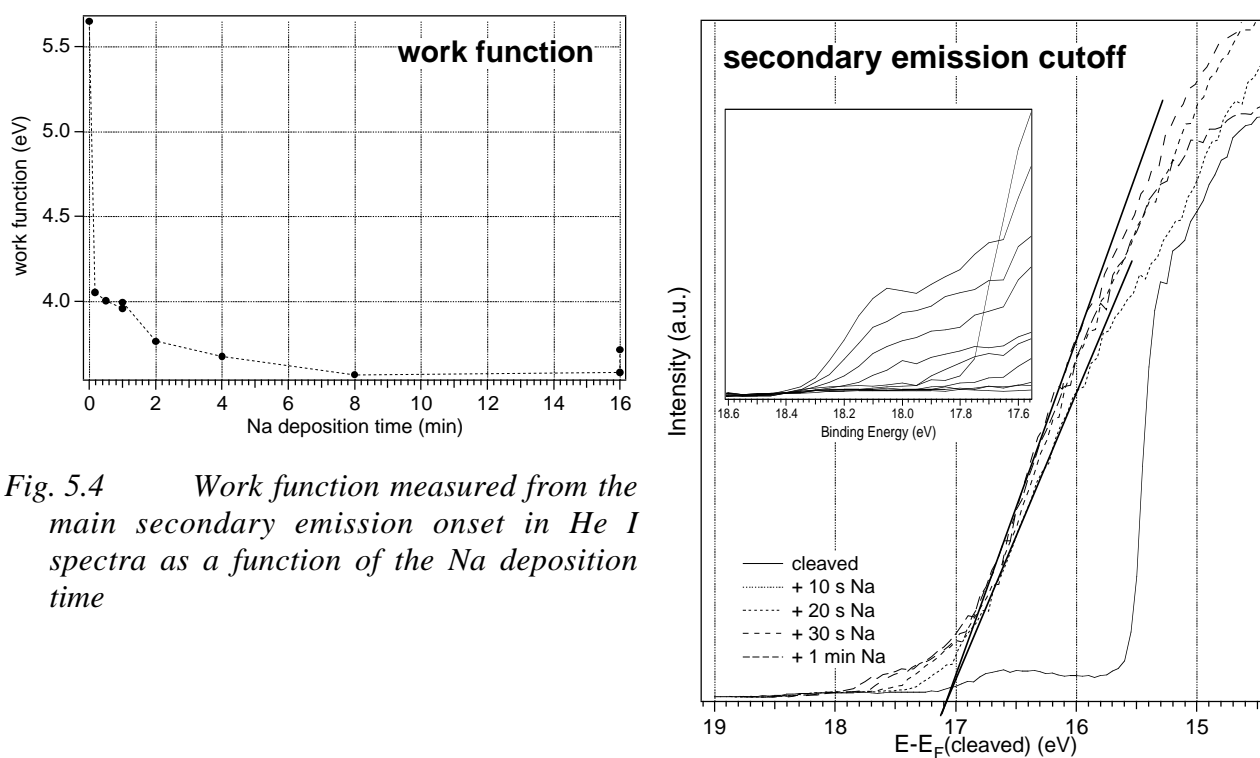 work function
5.5
5.0
4.5
4.0
work function (eV)
0 2 4 6 8 10 12 14 16
Na deposition time (min)
Fig. 5.4 Work function measured from the
main secondary emission onset in He I
spectra as a function of the Na deposition
time
secondary emission cutoff
18.6 18.4 18.2 18.0 17.8 17.6
Binding Energy (eV)
Intensity (a.u.)
cleaved
+ 10 s Na
+ 20 s Na
+ 30 s Na
+ 1 min Na
19 18 17 16 15
E-E_F(cleaved) (eV)